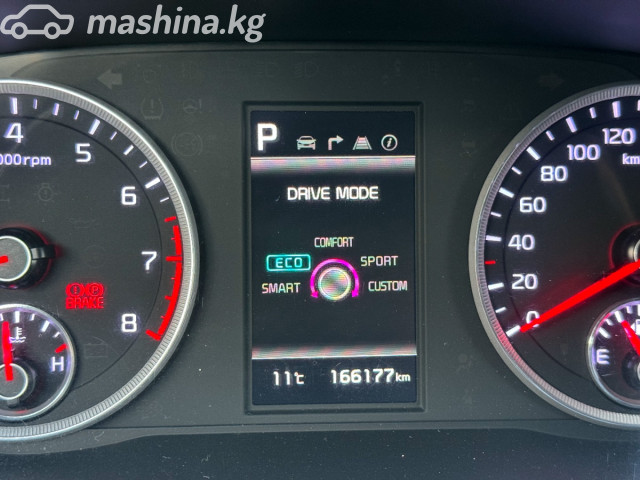 mashina.kg
P
DRIVE MODE
COMFORT
ECO
SPORT
SMART
CUSTOM
11℃
166177km
4
5
6
7
8
000rpm
BRAKE
H
120
100
80
60
40
20
0
km
E